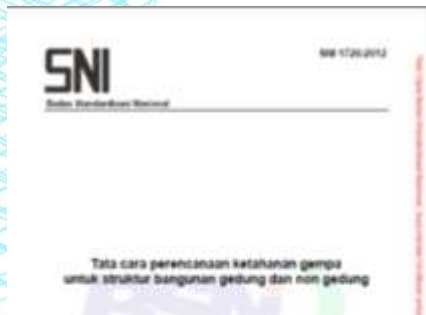 SNI
SNI 1726:2012
Badan Standardisasi Nasional
Tata cara perencanaan ketahanan gempa
untuk struktur bangunan gedung dan non gedung
BSN